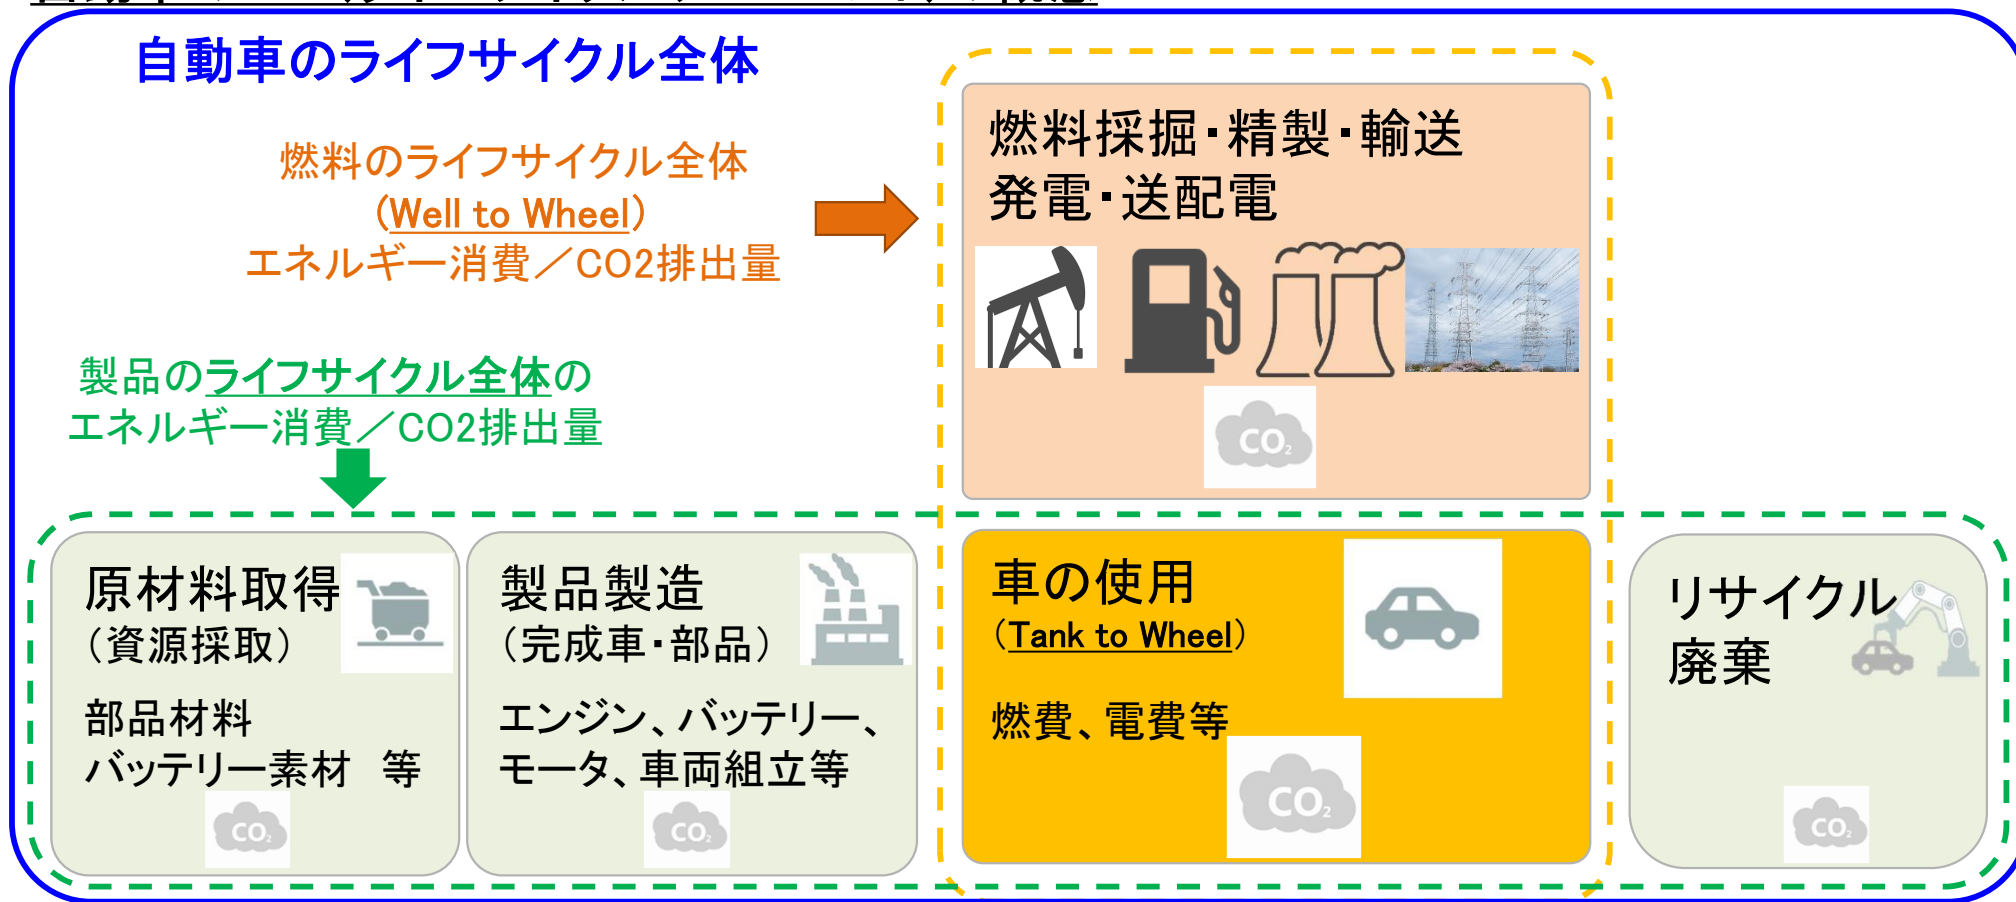 自動車のライフサイクル全体
燃料のライフサイクル全体
(Well to Wheel)
エネルギー消費／CO2排出量
燃料採掘・精製・輸送
発電・送配電
CO2
製品のライフサイクル全体の
エネルギー消費／CO2排出量
原材料取得
（資源採取）
部品材料
バッテリー素材　等
CO2
製品製造
（完成車・部品）
エンジン、バッテリー、
モータ、車両組立等
CO2
車の使用
（Tank to Wheel）
燃費、電費等
CO2
リサイクル
廃棄
CO2